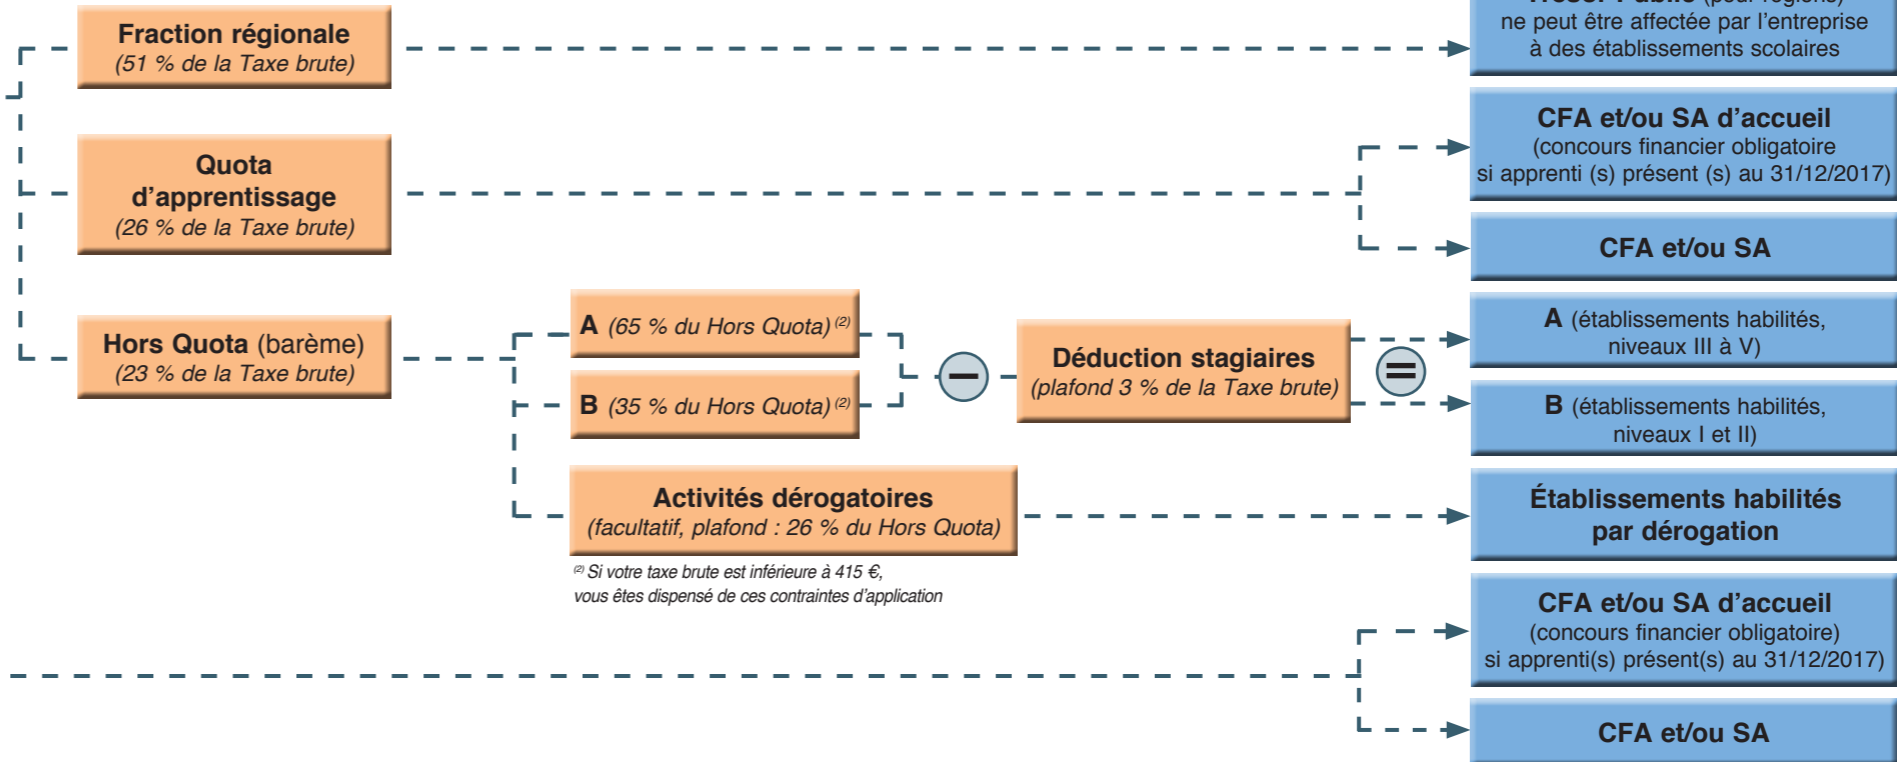 Fraction régionale
(51 % de la Taxe brute)
Trésor Public (pour régions)
ne peut être affectée par l'entreprise
à des établissements scolaires
Quota
d'apprentissage
(26 % de la Taxe brute)
CFA et/ou SA d'accueil
(concours financier obligatoire
si apprenti (s) présent (s) au 31/12/2017)
CFA et/ou SA
Hors Quota (barème)
(23 % de la Taxe brute)
A (65 % du Hors Quota) (2)
B (35 % du Hors Quota) (2)
−
Déduction stagiaires
(plafond 3 % de la Taxe brute)
=
A (établissements habilités,
niveaux III à V)
B (établissements habilités,
niveaux I et II)
Activités dérogatoires
(facultatif, plafond : 26 % du Hors Quota)
Établissements habilités
par dérogation
(2) Si votre taxe brute est inférieure à 415 €,
vous êtes dispensé de ces contraintes d'application
CFA et/ou SA d'accueil
(concours financier obligatoire)
si apprenti(s) présent(s) au 31/12/2017)
CFA et/ou SA